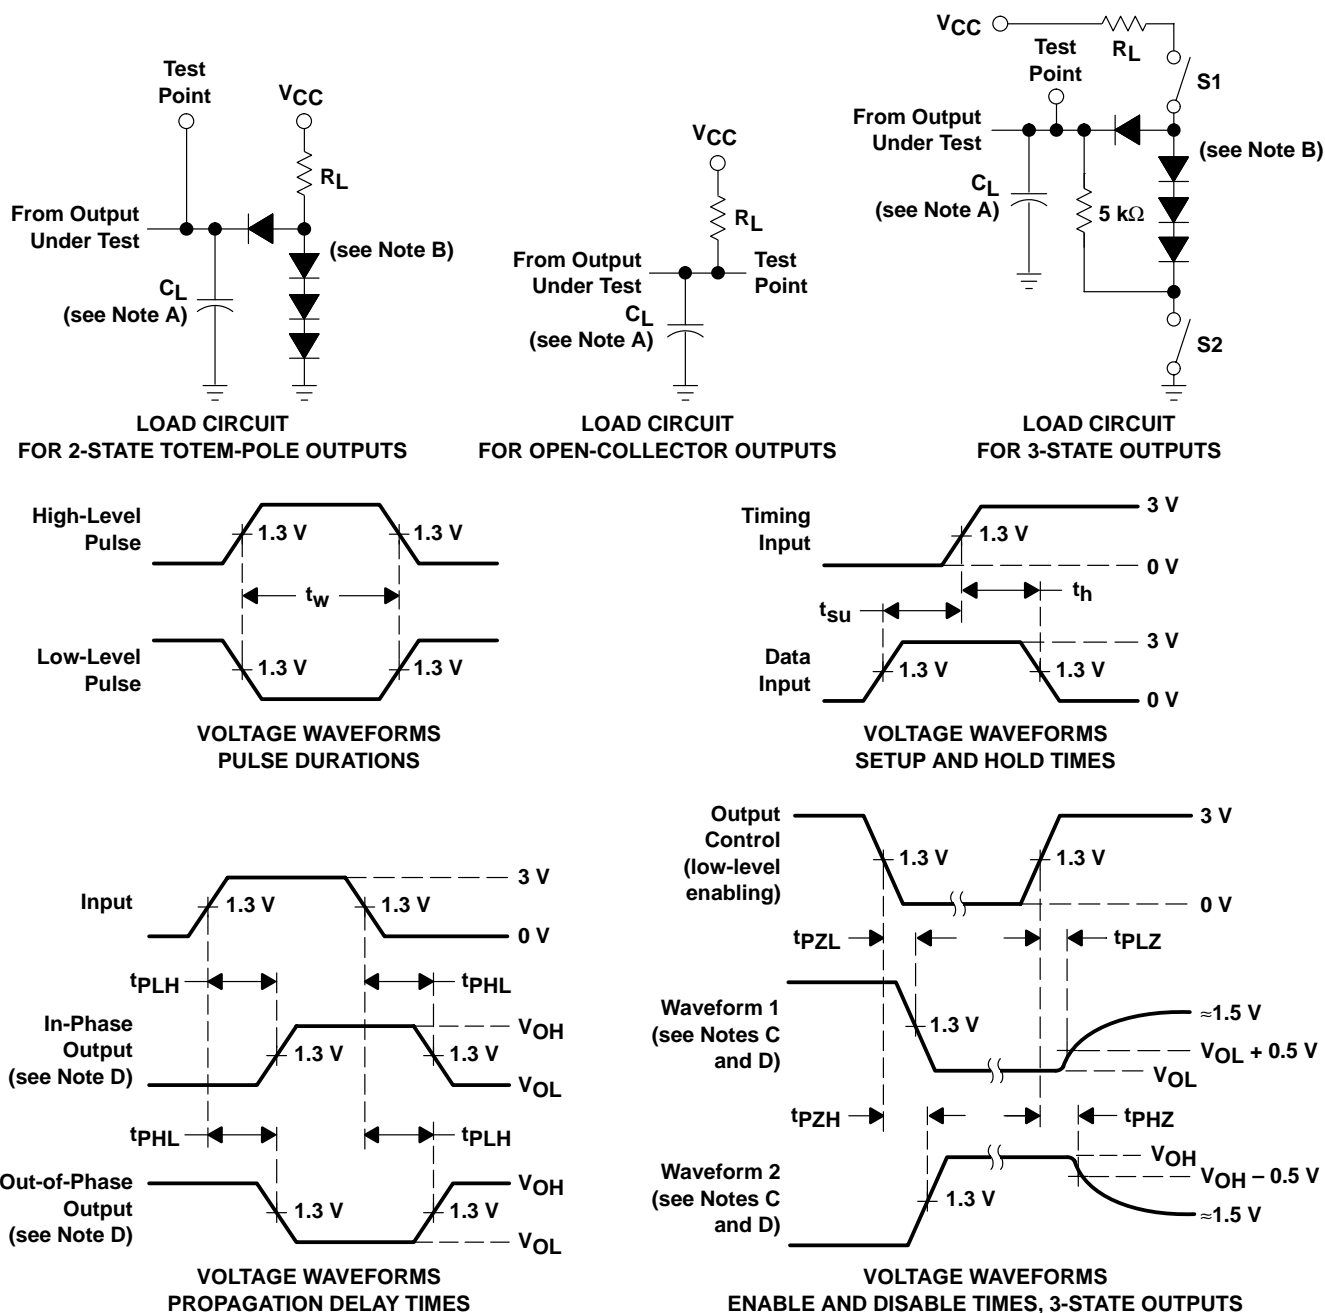 Test
Point
VCC
RL
From Output
Under Test
(see Note B)
CL
(see Note A)
LOAD CIRCUIT
FOR 2-STATE TOTEM-POLE OUTPUTS
VCC
RL
From Output
Under Test
Test
Point
CL
(see Note A)
LOAD CIRCUIT
FOR OPEN-COLLECTOR OUTPUTS
VCC
RL
Test
Point
S1
From Output
Under Test
(see Note B)
CL
(see Note A)
5 kΩ
S2
LOAD CIRCUIT
FOR 3-STATE OUTPUTS
High-Level
Pulse
1.3 V
1.3 V
tw
Low-Level
Pulse
1.3 V
1.3 V
VOLTAGE WAVEFORMS
PULSE DURATIONS
Timing
Input
1.3 V
3 V
0 V
th
tsu
Data
Input
1.3 V
1.3 V
3 V
0 V
VOLTAGE WAVEFORMS
SETUP AND HOLD TIMES
Input
1.3 V
1.3 V
3 V
0 V
tPLH
tPHL
In-Phase
Output
(see Note D)
1.3 V
1.3 V
VOH
VOL
tPHL
tPLH
Out-of-Phase
Output
(see Note D)
1.3 V
1.3 V
VOH
VOL
VOLTAGE WAVEFORMS
PROPAGATION DELAY TIMES
Output
Control
(low-level
enabling)
1.3 V
1.3 V
3 V
0 V
tPZL
tPLZ
Waveform 1
(see Notes C
and D)
1.3 V
≈1.5 V
VOL + 0.5 V
VOL
tPZH
tPHZ
Waveform 2
(see Notes C
and D)
1.3 V
VOH
VOH – 0.5 V
≈1.5 V
VOLTAGE WAVEFORMS
ENABLE AND DISABLE TIMES, 3-STATE OUTPUTS